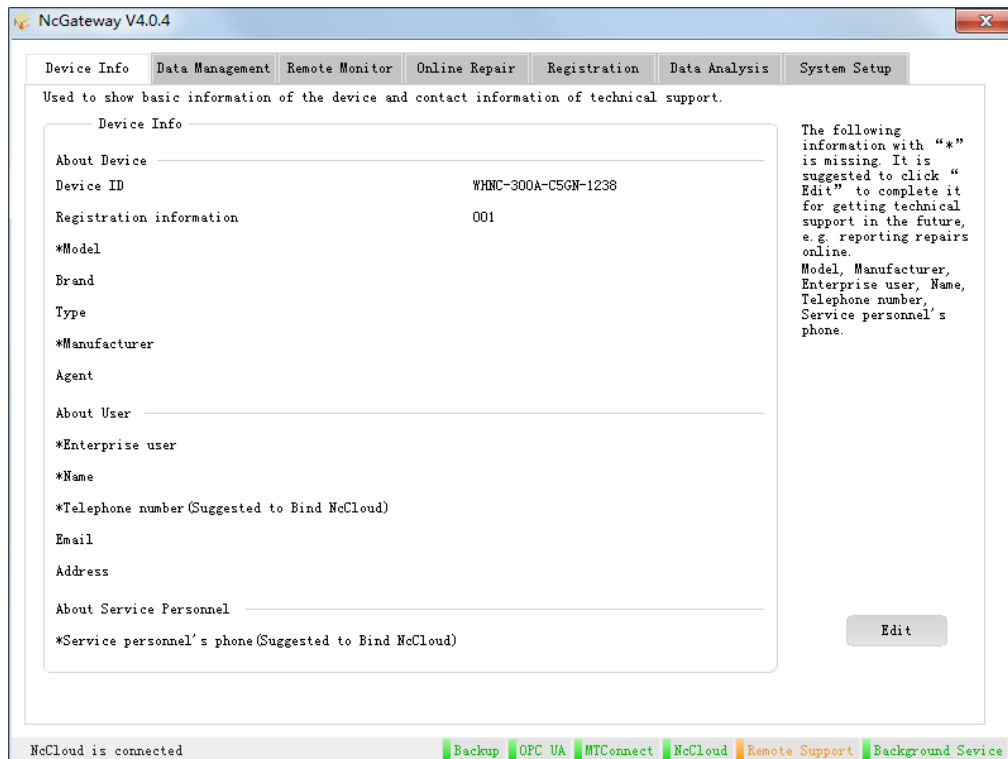 NcGateway V4.0.4
Device Info Data Management Remote Monitor Online Repair Registration Data Analysis System Setup
Used to show basic information of the device and contact information of technical support.
Device Info
About Device
Device ID WHNC-300A-C5GN-1238
Registration information 001
*Model
Brand
Type
*Manufacturer
Agent
About User
*Enterprise user
*Name
*Telephone number(Suggested to Bind NcCloud)
Email
Address
About Service Personnel
*Service personnel's phone(Suggested to Bind NcCloud)
The following
information with “*”
is missing. It is
suggested to click “
Edit” to complete it
for getting technical
support in the future,
e.g. reporting repairs
online.
Model, Manufacturer,
Enterprise user, Name,
Telephone number,
Service personnel's
phone.
Edit
NcCloud is connected Backup OPC UA MTConnect NcCloud Remote Support Background Sevice